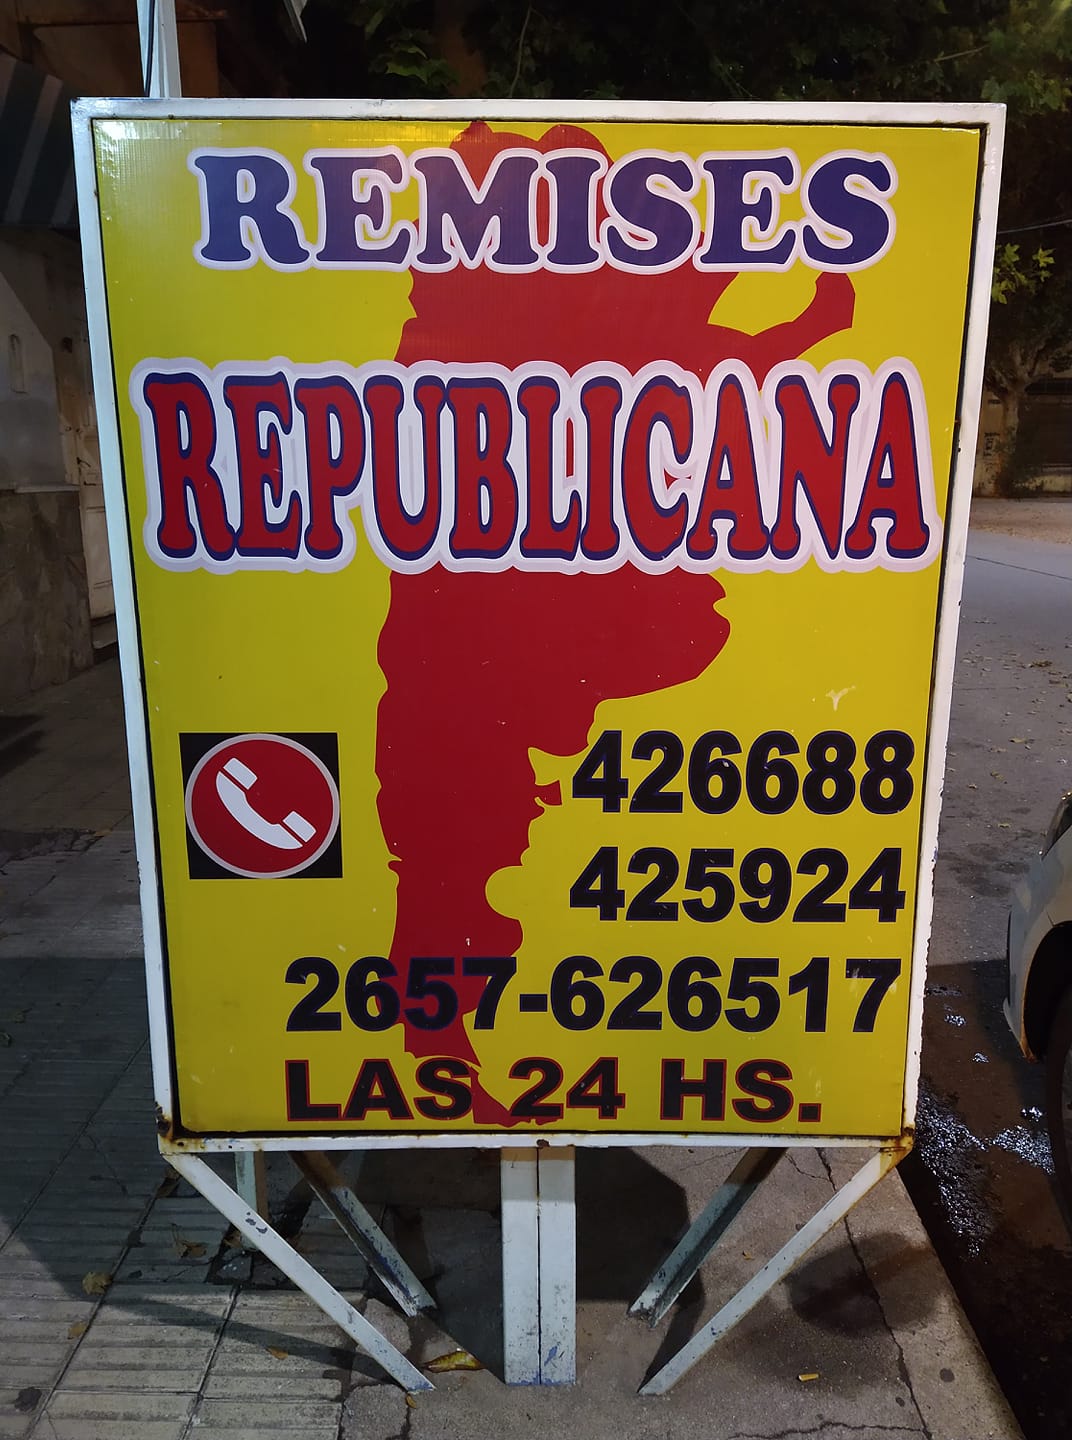 REMISES
REPUBLICANA
426688
425924
2657-626517
LAS 24 HS.